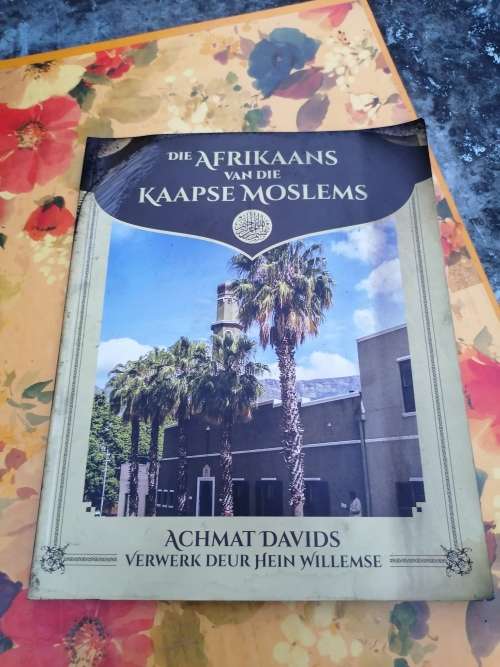 DIE AFRIKAANS
VAN DIE
KAAPSE MOSLEMS
ACHMAT DAVIDS
VERWERK DEUR HEIN WILLEMSE